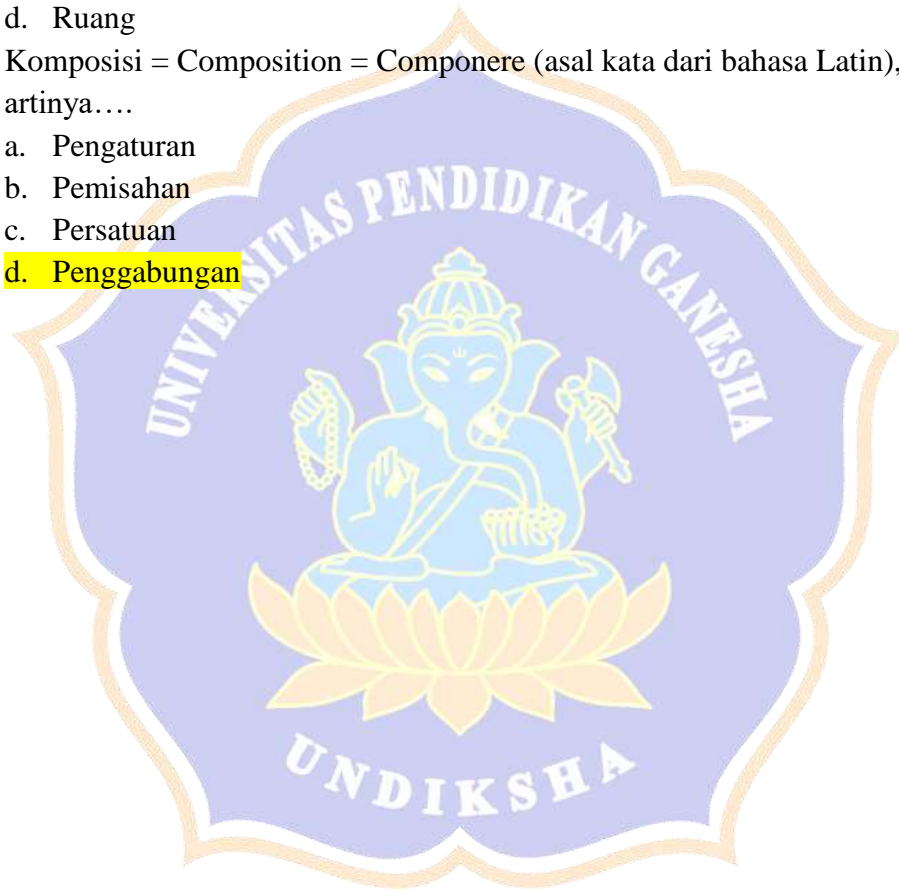 d. Ruang
Komposisi = Composition = Componere (asal kata dari bahasa Latin),
artinya….
a. Pengaturan
b. Pemisahan
c. Persatuan
d. Penggabungan
UNIVERSITAS PENDIDIKAN GANESHA
UNDIKSHA